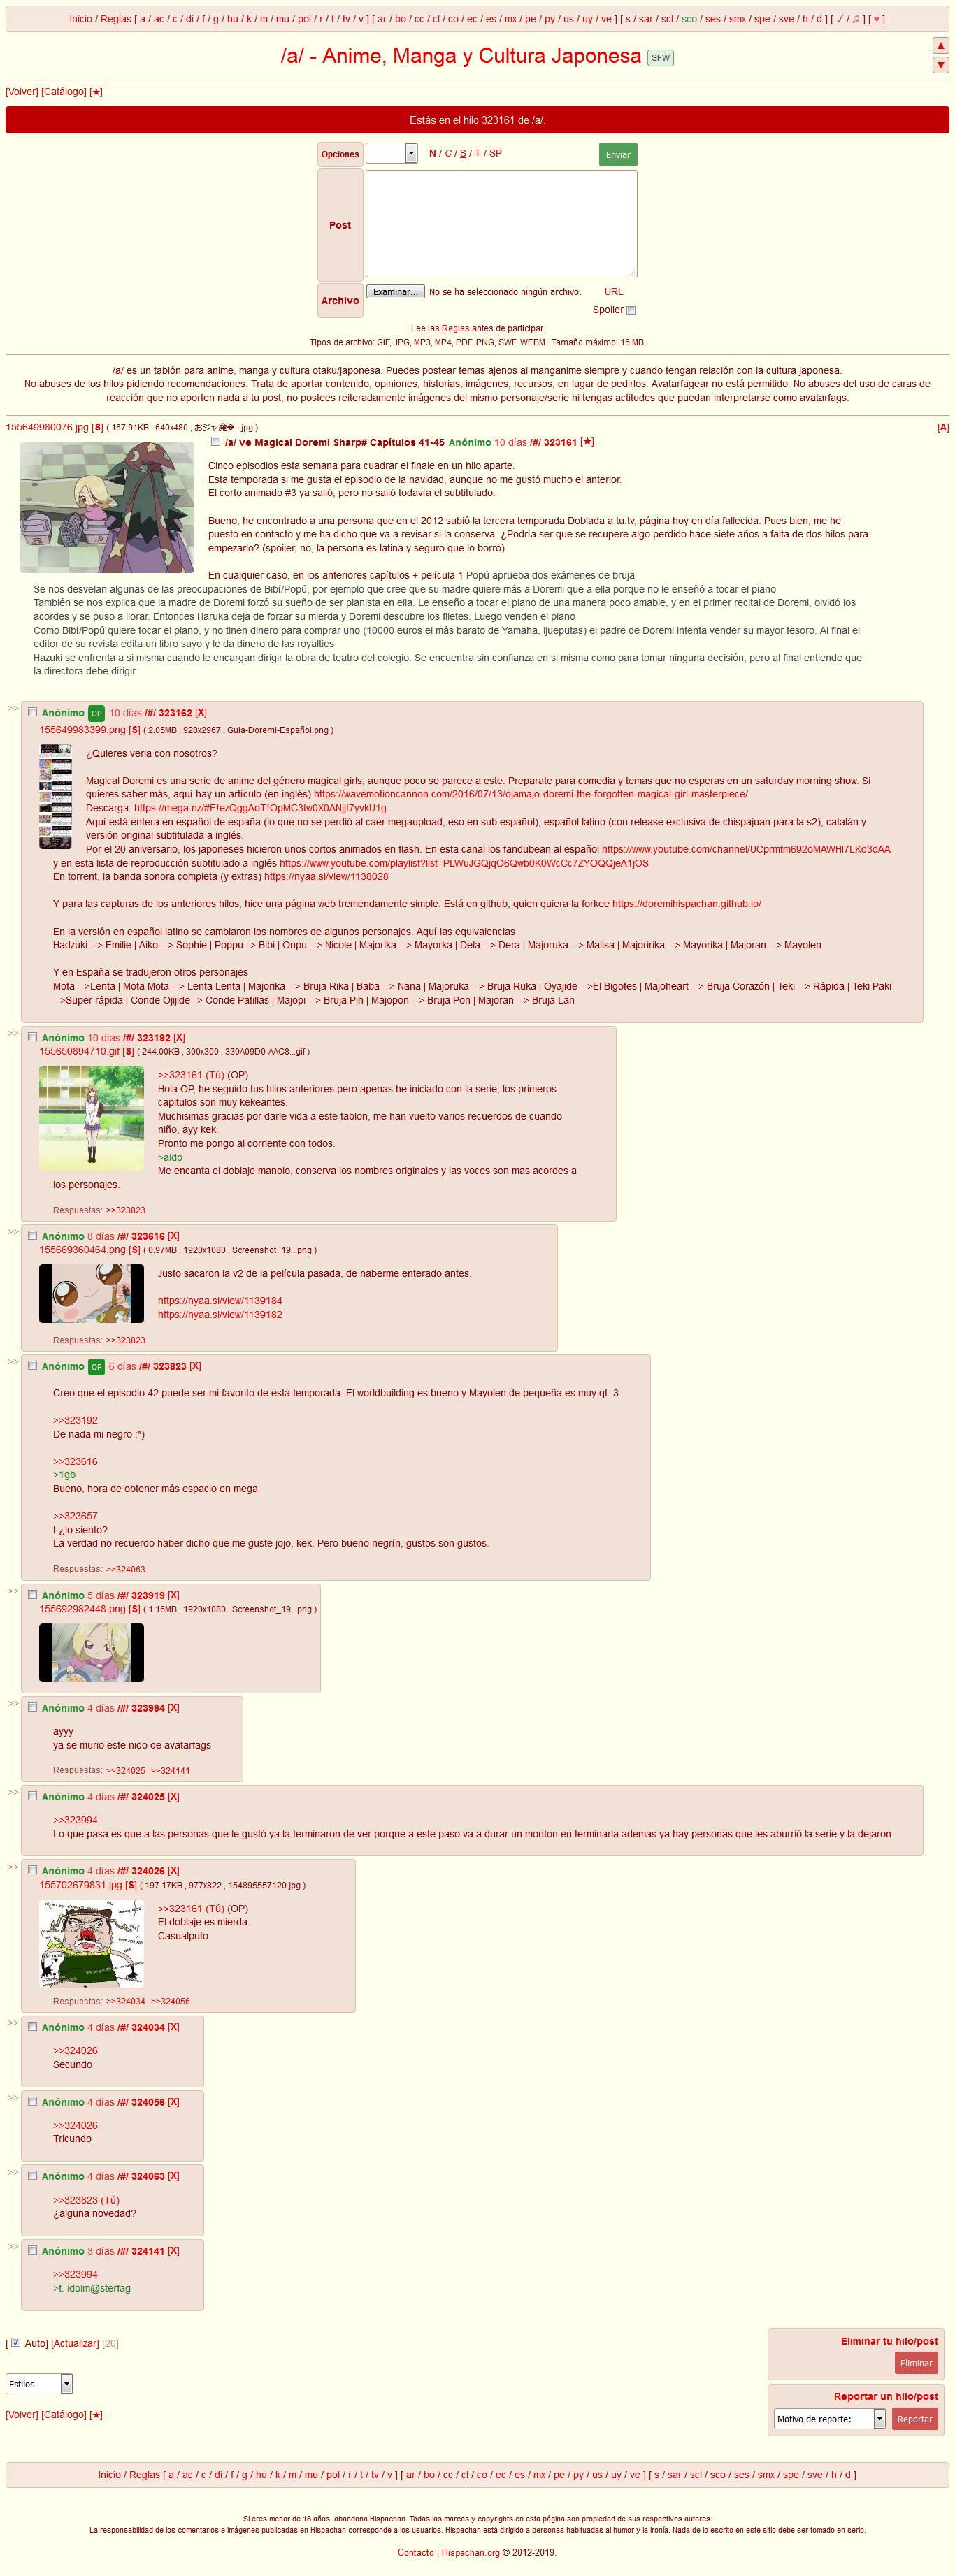 Inicio / Reglas [ a / ac / c / di / f / g / hu / k / m / mu / pol / r / t / tv / v ] [ ar / bo / cc / cl / co / ec / es / mx / pe / py / us / uy / ve ] [ s / sar / scl / sco / ses / smx / spe / sve / h / d ] [ ✓ / ♫ ] [ ♥ ]
/a/ - Anime, Manga y Cultura Japonesa SFW
▲
▼
[Volver] [Catálogo] [★]
Estás en el hilo 323161 de /a/.
Opciones N / C / S / T / SP Enviar
Post
Archivo Examinar... No se ha seleccionado ningún archivo. URL
Spoiler
Lee las Reglas antes de participar.
Tipos de archivo: GIF, JPG, MP3, MP4, PDF, PNG, SWF, WEBM . Tamaño máximo: 16 MB.
/a/ es un tablón para anime, manga y cultura otaku/japonesa. Puedes postear temas ajenos al manganime siempre y cuando tengan relación con la cultura japonesa.
No abuses de los hilos pidiendo recomendaciones. Trata de aportar contenido, opiniones, historias, imágenes, recursos, en lugar de pedirlos. Avatarfagear no está permitido: No abuses del uso de caras de
reacción que no aporten nada a tu post, no postees reiteradamente imágenes del mismo personaje/serie ni tengas actitudes que puedan interpretarse como avatarfags.
155649980076.jpg [S] ( 167.91KB , 640x480 , おジャ魔�...jpg ) [A]
/a/ ve Magical Doremi Sharp# Capitulos 41-45 Anónimo 10 días /#/ 323161 [★]
Cinco episodios esta semana para cuadrar el finale en un hilo aparte.
Esta temporada si me gusta el episodio de la navidad, aunque no me gustó mucho el anterior.
El corto animado #3 ya salió, pero no salió todavía el subtitulado.
Bueno, he encontrado a una persona que en el 2012 subió la tercera temporada Doblada a tu.tv, página hoy en día fallecida. Pues bien, me he
puesto en contacto y me ha dicho que va a revisar si la conserva. ¿Podría ser que se recupere algo perdido hace siete años a falta de dos hilos para
empezarlo? (spoiler, no, la persona es latina y seguro que lo borró)
En cualquier caso, en los anteriores capítulos + película 1 Popú aprueba dos exámenes de bruja
Se nos desvelan algunas de las preocupaciones de Bibí/Popú, por ejemplo que cree que su madre quiere más a Doremi que a ella porque no le enseñó a tocar el piano
También se nos explica que la madre de Doremi forzó su sueño de ser pianista en ella. Le enseño a tocar el piano de una manera poco amable, y en el primer recital de Doremi, olvidó los
acordes y se puso a llorar. Entonces Haruka deja de forzar su mierda y Doremi descubre los filetes. Luego venden el piano
Como Bibí/Popú quiere tocar el piano, y no tinen dinero para comprar uno (10000 euros el más barato de Yamaha, ijueputas) el padre de Doremi intenta vender su mayor tesoro. Al final el
editor de su revista edita un libro suyo y le da dinero de las royalties
Hazuki se enfrenta a si misma cuando le encargan dirigir la obra de teatro del colegio. Se encuentra sin confianza en si misma como para tomar ninguna decisión, pero al final entiende que
la directora debe dirigir
>> Anónimo OP 10 días /#/ 323162 [X]
155649983399.png [S] ( 2.05MB , 928x2967 , Guia-Doremi-Español.png )
¿Quieres verla con nosotros?
Magical Doremi es una serie de anime del género magical girls, aunque poco se parece a este. Preparate para comedia y temas que no esperas en un saturday morning show. Si
quieres saber más, aquí hay un artículo (en inglés) https://wavemotioncannon.com/2016/07/13/ojamajo-doremi-the-forgotten-magical-girl-masterpiece/
Descarga: https://mega.nz/#F!ezQggAoT!OpMC3tw0X0ANjjt7yvkU1g
Aquí está entera en español de españa (lo que no se perdió al caer megaupload, eso en sub español), español latino (con release exclusiva de chispajuan para la s2), catalán y
versión original subtitulada a inglés.
Por el 20 aniversario, los japoneses hicieron unos cortos animados en flash. En esta canal los fandubean al español https://www.youtube.com/channel/UCprmtm692oMAWHl7LKd3dAA
y en esta lista de reproducción subtitulado a inglés https://www.youtube.com/playlist?list=PLWuJGQjqO6Qwb0K0WcCc7ZYOQQjeA1jOS
En torrent, la banda sonora completa (y extras) https://nyaa.si/view/1138028
Y para las capturas de los anteriores hilos, hice una página web tremendamente simple. Está en github, quien quiera la forkee https://doremihispachan.github.io/
En la versión en español latino se cambiaron los nombres de algunos personajes. Aquí las equivalencias
Hadzuki --> Emilie | Aiko --> Sophie | Poppu--> Bibi | Onpu --> Nicole | Majorika --> Mayorka | Dela --> Dera | Majoruka --> Malisa | Majoririka --> Mayorika | Majoran --> Mayolen
Y en España se tradujeron otros personajes
Mota -->Lenta | Mota Mota --> Lenta Lenta | Majorika --> Bruja Rika | Baba --> Nana | Majoruka --> Bruja Ruka | Oyajide -->El Bigotes | Majoheart --> Bruja Corazón | Teki --> Rápida | Teki Paki
-->Super rápida | Conde Ojijide--> Conde Patillas | Majopi --> Bruja Pin | Majopon --> Bruja Pon | Majoran --> Bruja Lan
>> Anónimo 10 días /#/ 323192 [X]
155650894710.gif [S] ( 244.00KB , 300x300 , 330A09D0-AAC8...gif )
>>323161 (Tú) (OP)
Hola OP, he seguido tus hilos anteriores pero apenas he iniciado con la serie, los primeros
capitulos son muy kekeantes.
Muchisimas gracias por darle vida a este tablon, me han vuelto varios recuerdos de cuando
niño, ayy kek.
Pronto me pongo al corriente con todos.
>aldo
Me encanta el doblaje manolo, conserva los nombres originales y las voces son mas acordes a
los personajes.
Respuestas: >>323823
>> Anónimo 8 días /#/ 323616 [X]
155669360464.png [S] ( 0.97MB , 1920x1080 , Screenshot_19...png )
Justo sacaron la v2 de la película pasada, de haberme enterado antes.
https://nyaa.si/view/1139184
https://nyaa.si/view/1139182
Respuestas: >>323823
>> Anónimo OP 6 días /#/ 323823 [X]
Creo que el episodio 42 puede ser mi favorito de esta temporada. El worldbuilding es bueno y Mayolen de pequeña es muy qt :3
>>323192
De nada mi negro :^)
>>323616
>1gb
Bueno, hora de obtener más espacio en mega
>>323657
l-¿lo siento?
La verdad no recuerdo haber dicho que me guste jojo, kek. Pero bueno negrín, gustos son gustos.
Respuestas: >>324063
>> Anónimo 5 días /#/ 323919 [X]
155692982448.png [S] ( 1.16MB , 1920x1080 , Screenshot_19...png )
>> Anónimo 4 días /#/ 323994 [X]
ayyy
ya se murio este nido de avatarfags
Respuestas: >>324025 >>324141
>> Anónimo 4 días /#/ 324025 [X]
>>323994
Lo que pasa es que a las personas que le gustó ya la terminaron de ver porque a este paso va a durar un monton en terminarla ademas ya hay personas que les aburrió la serie y la dejaron
>> Anónimo 4 días /#/ 324026 [X]
155702679831.jpg [S] ( 197.17KB , 977x822 , 154895557120.jpg )
>>323161 (Tú) (OP)
El doblaje es mierda.
Casualputo
Respuestas: >>324034 >>324056
>> Anónimo 4 días /#/ 324034 [X]
>>324026
Secundo
>> Anónimo 4 días /#/ 324056 [X]
>>324026
Tricundo
>> Anónimo 4 días /#/ 324063 [X]
>>323823 (Tú)
¿alguna novedad?
>> Anónimo 3 días /#/ 324141 [X]
>>323994
>t. idolm@sterfag
[ Auto] [Actualizar] [20]
Eliminar tu hilo/post
Eliminar
Estilos
Reportar un hilo/post
Motivo de reporte: Reportar
[Volver] [Catálogo] [★]
Inicio / Reglas [ a / ac / c / di / f / g / hu / k / m / mu / pol / r / t / tv / v ] [ ar / bo / cc / cl / co / ec / es / mx / pe / py / us / uy / ve ] [ s / sar / scl / sco / ses / smx / spe / sve / h / d ]
Si eres menor de 18 años, abandona Hispachan. Todas las marcas y copyrights en esta página son propiedad de sus respectivos autores.
La responsabilidad de los comentarios e imágenes publicadas en Hispachan corresponde a los usuarios. Hispachan está dirigido a personas habituadas al humor y la ironía. Nada de lo escrito en este sitio debe ser tomado en serio.
Contacto | Hispachan.org © 2012-2019.